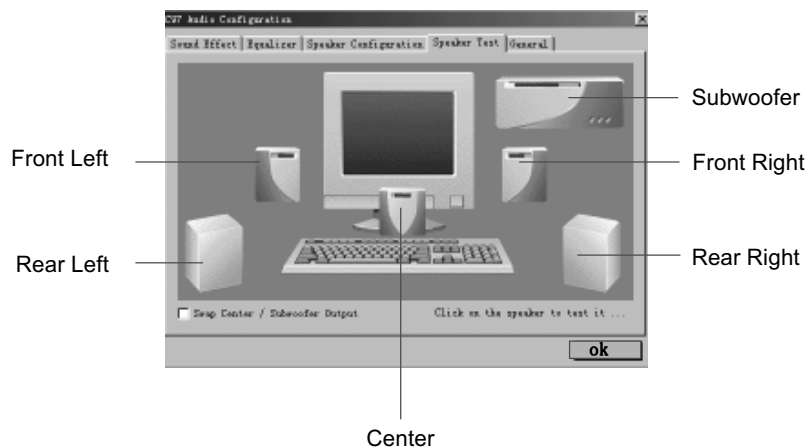 C97 Audio Configuration
Sound Effect Equalizer Speaker Configuration Speaker Test General
Subwoofer
Front Left
Front Right
Rear Left
Rear Right
Swap Center / Subwoofer Output Click on the speaker to test it ...
ok
Center